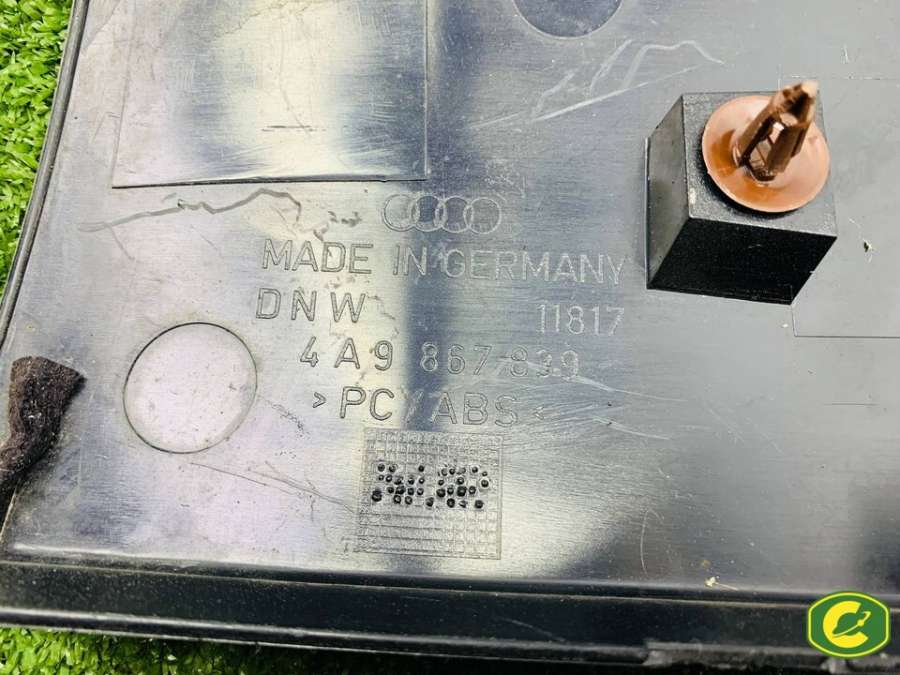 MADE IN GERMANY
DNW 11817
4A9 867 839
>PC/ABS<